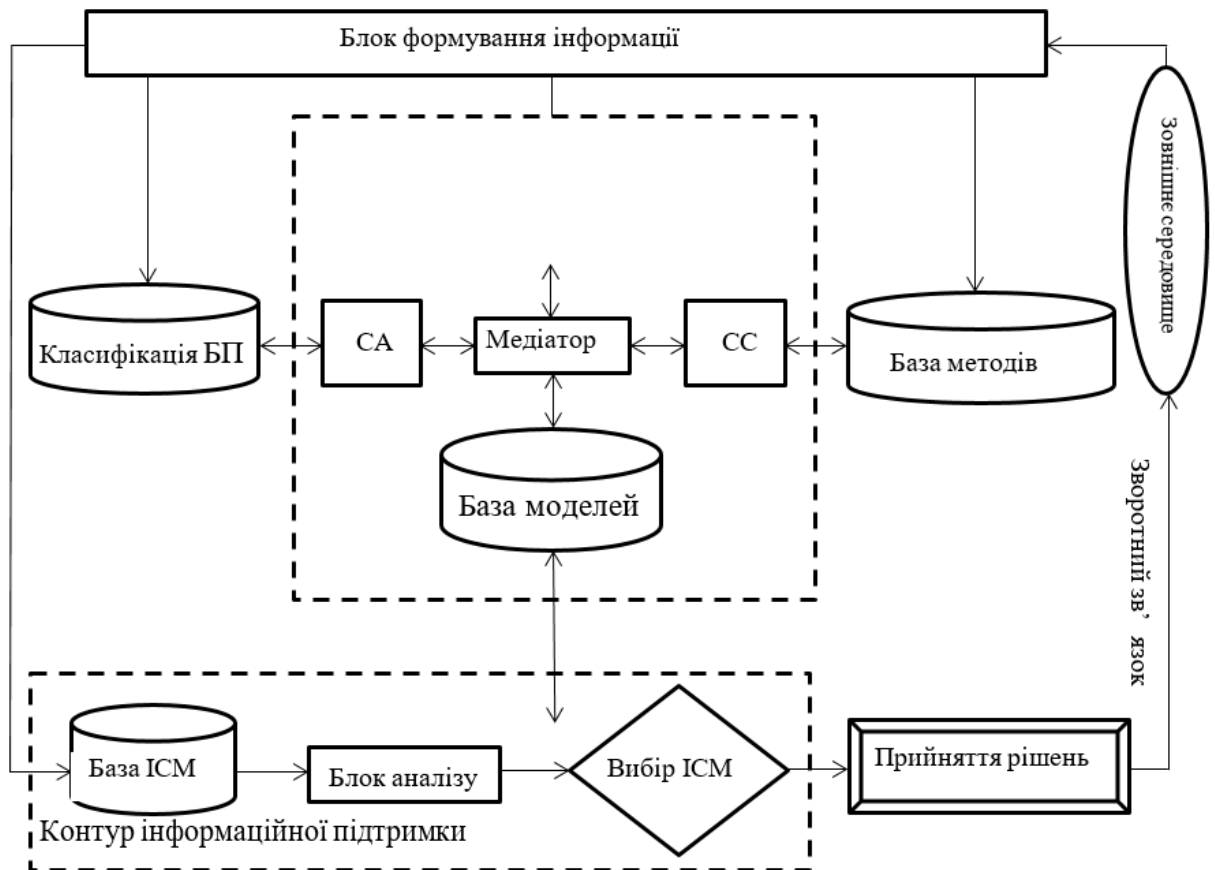 Блок формування інформації
Зовнішнє середовище
Класифікація БП
СА
Медіатор
СС
База методів
База моделей
Зворотний зв’ язок
База ІСМ
Блок аналізу
Вибір ІСМ
Прийняття рішень
Контур інформаційної підтримки